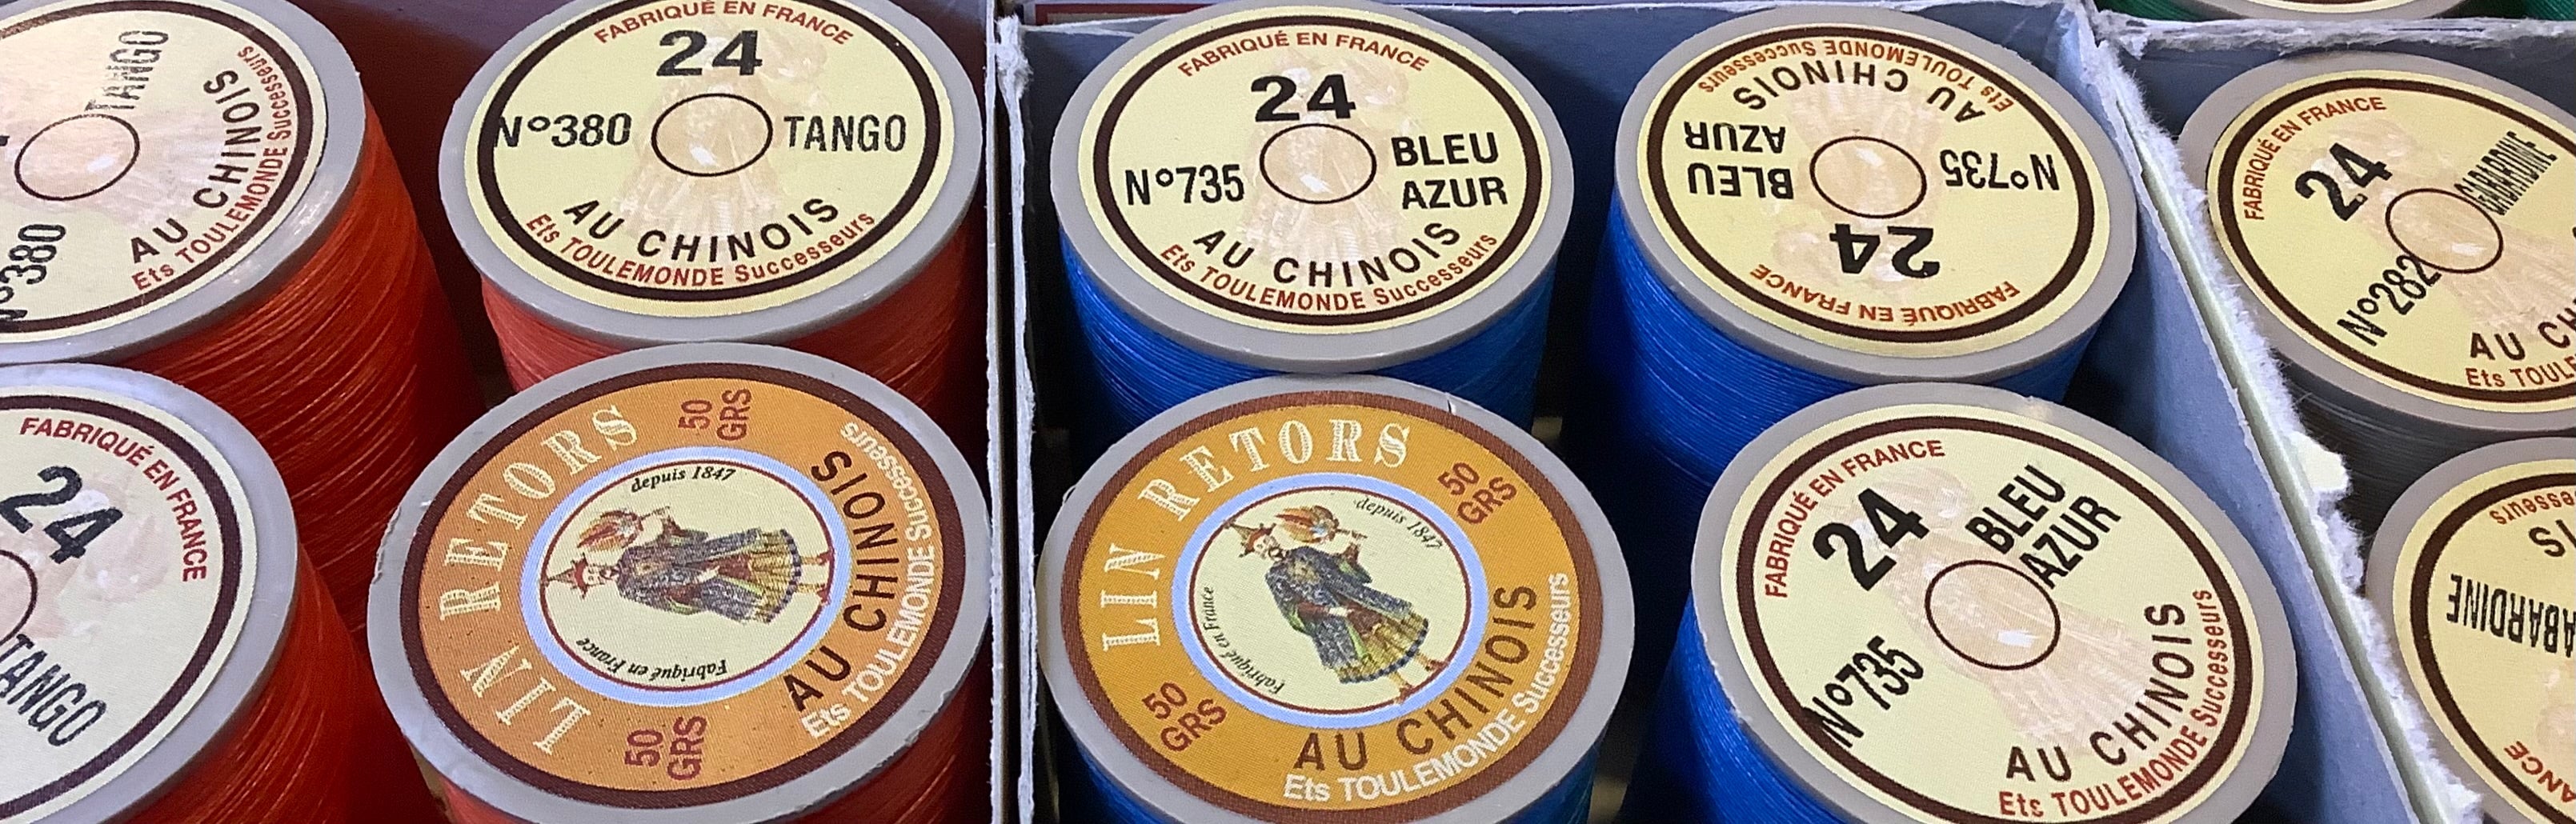 TANGO
N°380
AU CHINOIS
Ets TOULEMONDE Successeurs
FABRIQUÉ EN FRANCE
24
N°380
TANGO
AU CHINOIS
Ets TOULEMONDE Successeurs
FABRIQUÉ EN FRANCE
24
N°735
BLEU
AZUR
AU CHINOIS
Ets TOULEMONDE Successeurs
FABRIQUÉ EN FRANCE
24
N°735
BLEU
AZUR
AU CHINOIS
Ets TOULEMONDE Successeurs
FABRIQUÉ EN FRANCE
24
N°282
GABARDINE
AU CH
Ets TOULE
FABRIQUÉ EN FRANCE
24
TANGO
LIN RETORS
50
GRS
depuis 1847
Fabriqué en France
50
GRS
AU CHINOIS
Ets TOULEMONDE Successeurs
LIN RETORS
50
GRS
depuis 1847
Fabriqué en France
50
GRS
AU CHINOIS
Ets TOULEMONDE Successeurs
FABRIQUÉ EN FRANCE
24
N°735
BLEU
AZUR
AU CHINOIS
Ets TOULEMONDE Successeurs
ABARDINE